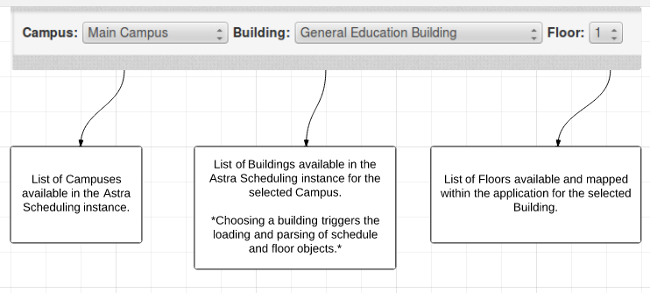 Campus: Main Campus Building: General Education Building Floor: 1
List of Campuses
available in the Astra
Scheduling instance.
List of Buildings available in the
Astra Scheduling instance for the
selected Campus.
*Choosing a building triggers the
loading and parsing of schedule
and floor objects.*
List of Floors available and mapped
within the application for the selected
Building.